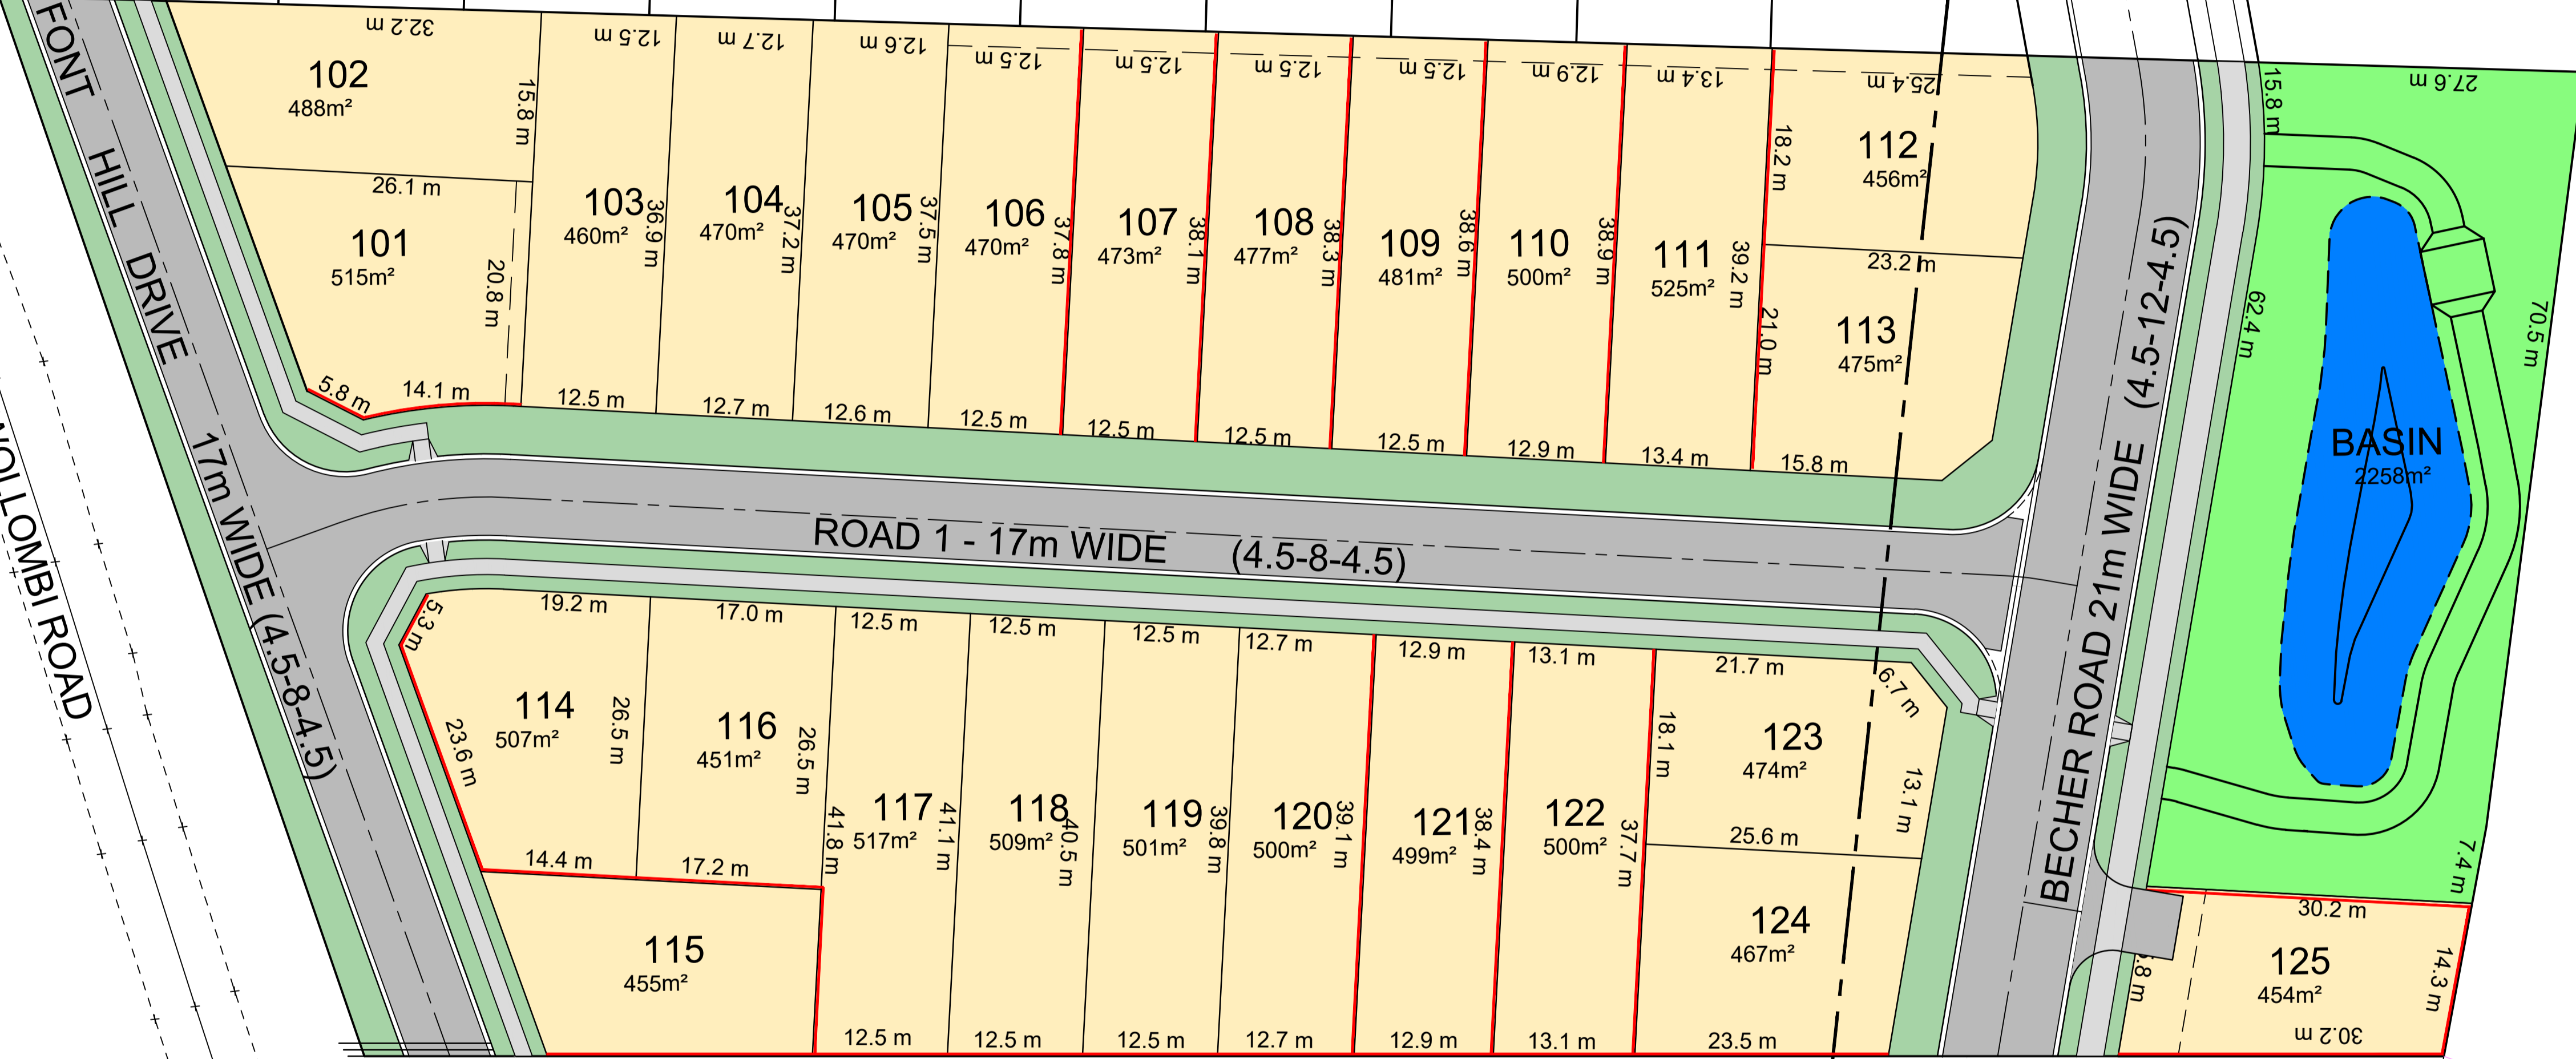 32.2 m
12.5 m
12.7 m
12.6 m
12.5 m
12.5 m
12.5 m
12.5 m
12.9 m
13.4 m
25.4 m
15.8 m
27.6 m
FONT HILL DRIVE
17m WIDE (4.5-8-4.5)
102
488m²
15.8 m
26.1 m
101
515m²
20.8 m
5.8 m
14.1 m
103
460m²
36.9 m
12.5 m
104
470m²
37.2 m
12.7 m
105
470m²
37.5 m
12.6 m
106
470m²
37.8 m
12.5 m
107
473m²
38.1 m
12.5 m
108
477m²
38.3 m
12.5 m
109
481m²
38.6 m
12.5 m
110
500m²
38.9 m
12.9 m
111
525m²
39.2 m
13.4 m
112
456m²
18.2 m
23.2 m
113
475m²
21.0 m
15.8 m
BECHER ROAD 21m WIDE (4.5-12-4.5)
62.4 m
70.5 m
BASIN
2258m²
7.4 m
ROAD 1 - 17m WIDE (4.5-8-4.5)
OLLOMBI ROAD
5.3 m
19.2 m
17.0 m
12.5 m
12.5 m
12.5 m
12.7 m
12.9 m
13.1 m
21.7 m
6.7 m
114
507m²
23.6 m
26.5 m
14.4 m
116
451m²
26.5 m
17.2 m
115
455m²
41.8 m
117
517m²
41.1 m
12.5 m
118
509m²
40.5 m
12.5 m
119
501m²
39.8 m
12.5 m
120
500m²
39.1 m
12.7 m
121
499m²
38.4 m
12.9 m
122
500m²
37.7 m
13.1 m
123
474m²
18.1 m
13.1 m
25.6 m
124
467m²
23.5 m
30.2 m
125
454m²
.8 m
14.3 m
30.2 m